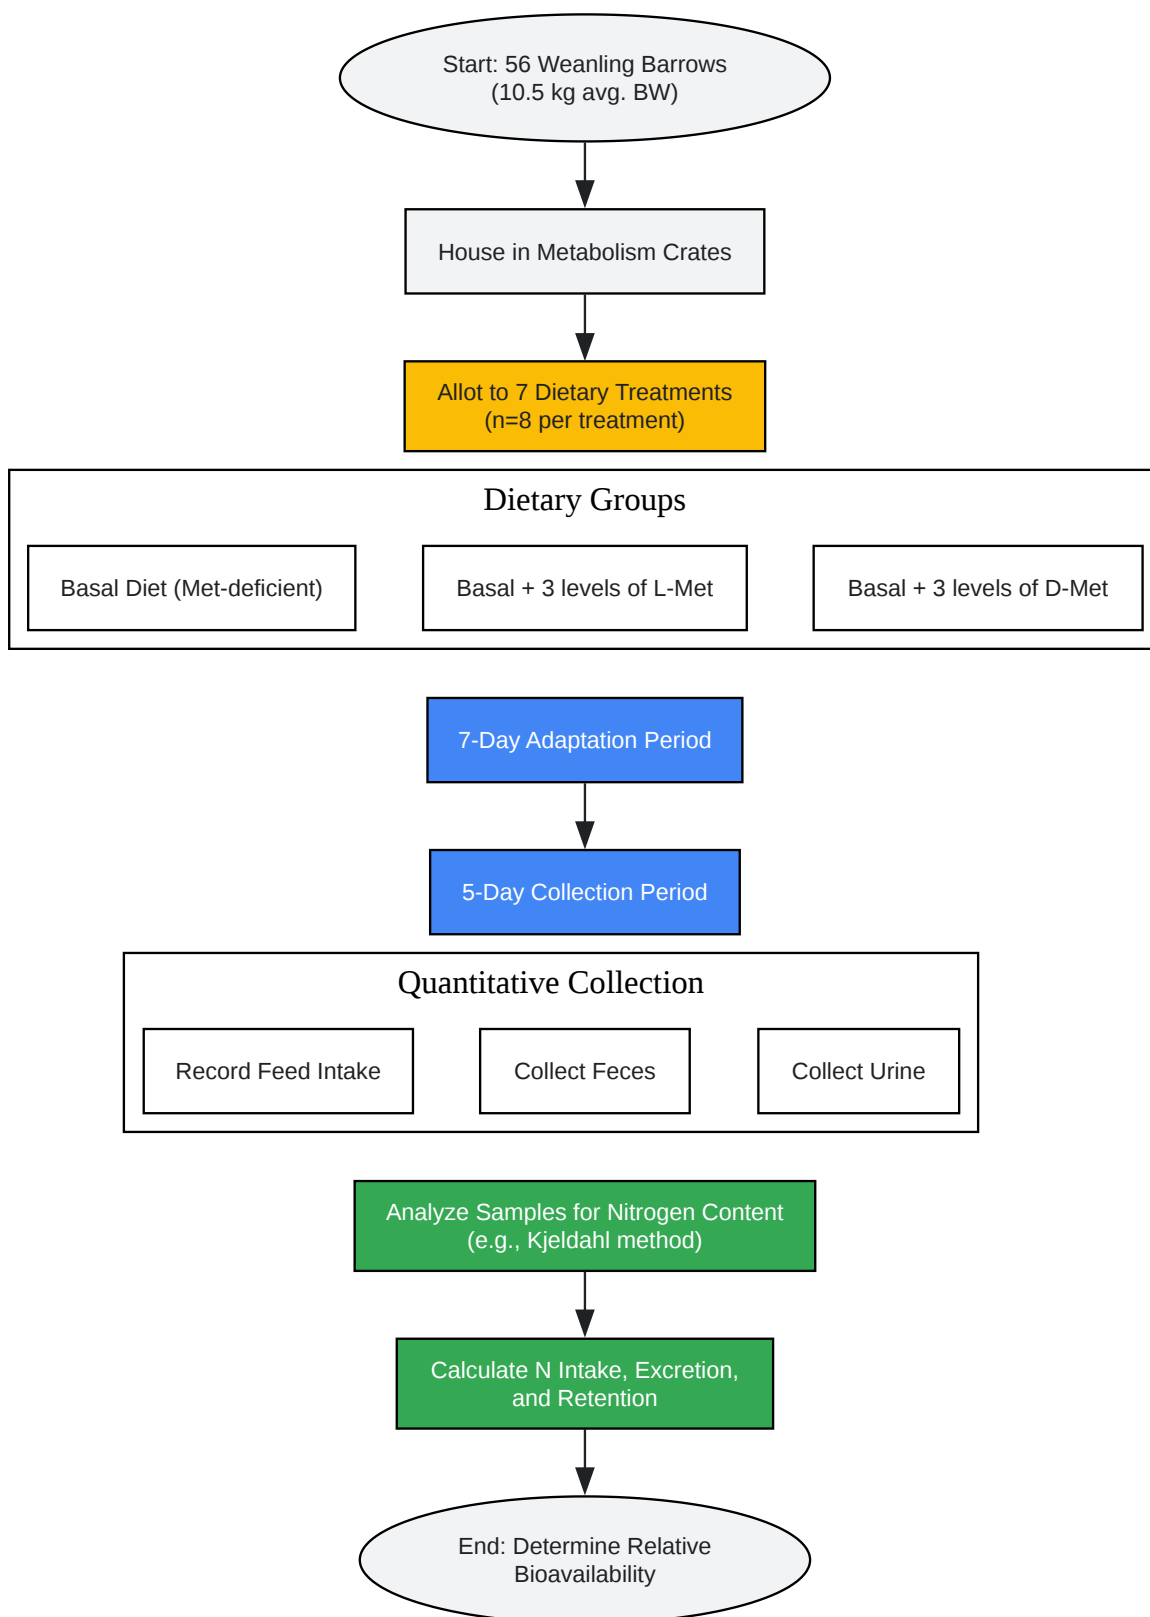 Start: 56 Weanling Barrows
(10.5 kg avg. BW)
House in Metabolism Crates
Allot to 7 Dietary Treatments
(n=8 per treatment)
Dietary Groups
Basal Diet (Met-deficient)
Basal + 3 levels of L-Met
Basal + 3 levels of D-Met
7-Day Adaptation Period
5-Day Collection Period
Quantitative Collection
Record Feed Intake
Collect Feces
Collect Urine
Analyze Samples for Nitrogen Content
(e.g., Kjeldahl method)
Calculate N Intake, Excretion,
and Retention
End: Determine Relative
Bioavailability